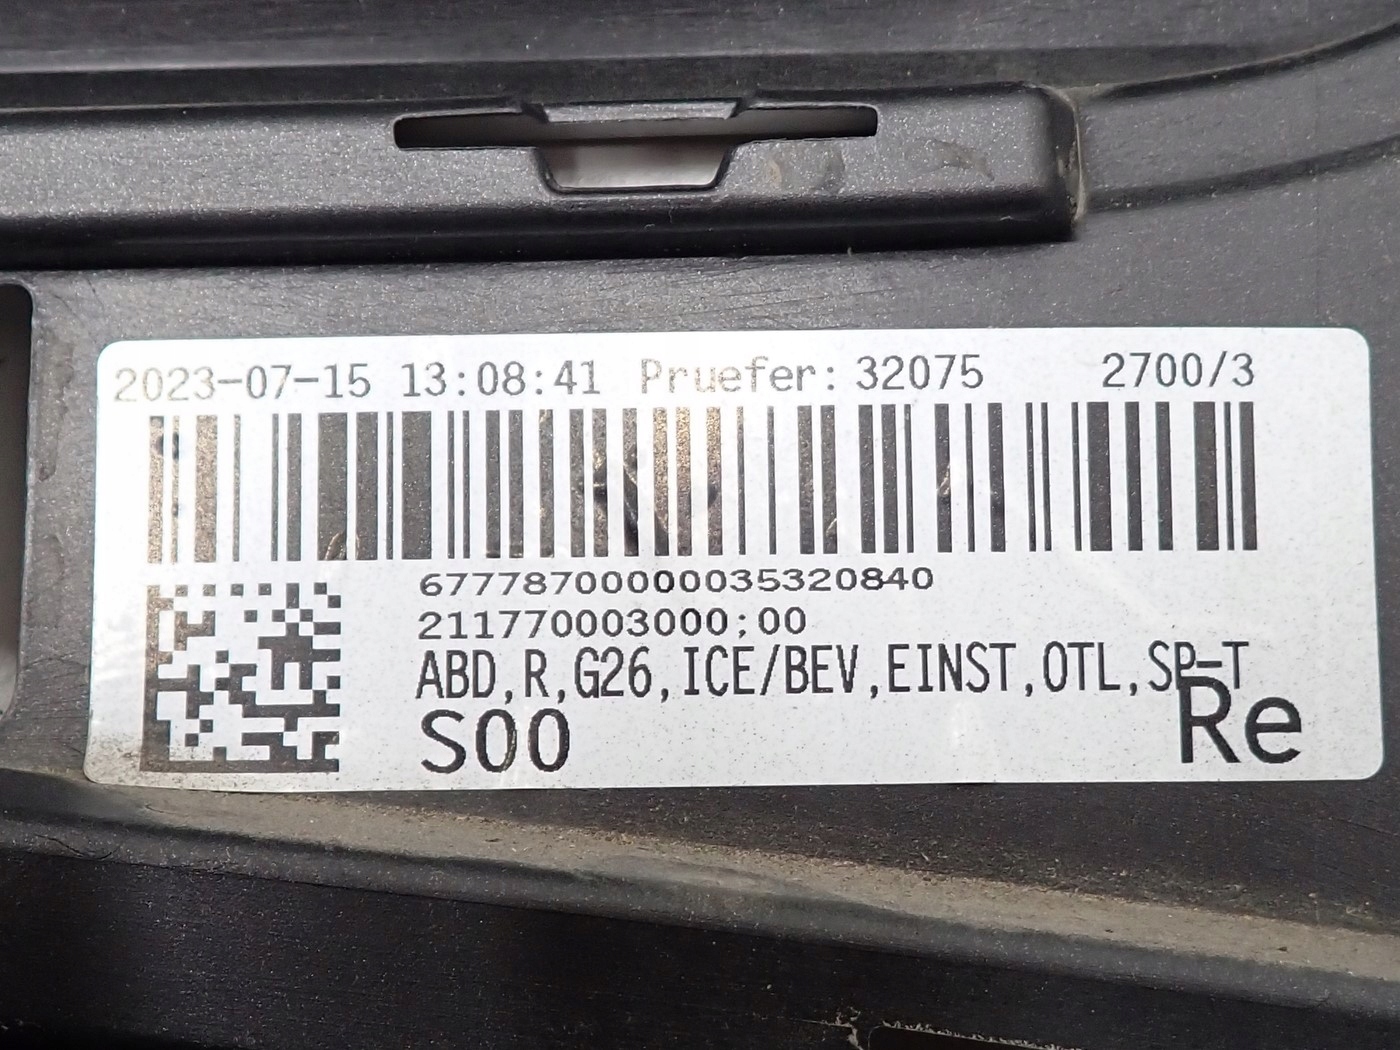 2023-07-15 13:08:41 Pruefer: 32075 2700/3
67778700000035320840
211770003000;00
ABD,R,G26,ICE/BEV,EINST,OTL,SP-T
S00 Re